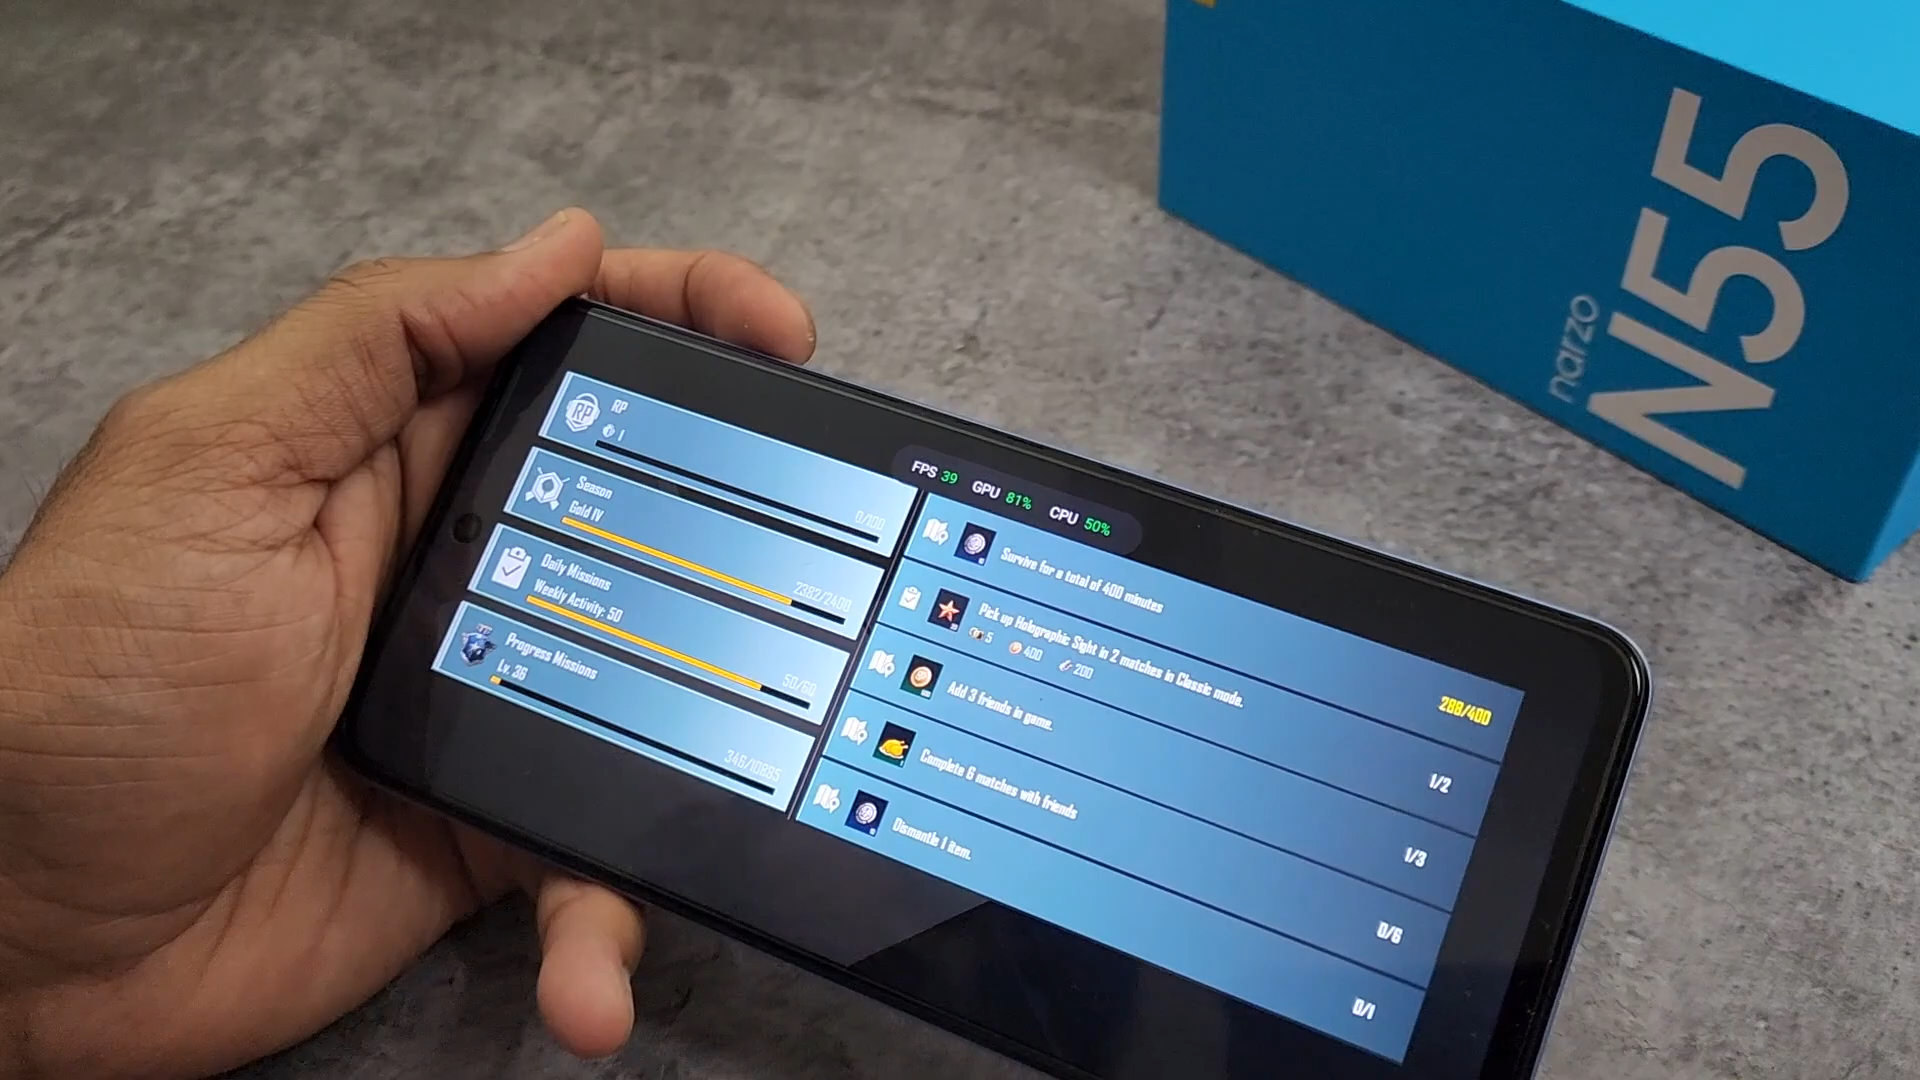 narzo
N55
FPS 39 GPU 81% CPU 50%
RP
RP
1
0/100
Season
Gold IV
2382/2400
Daily Missions
Weekly Activity: 50
50/60
Progress Missions
Lv. 36
346/10895
Survive for a total of 400 minutes
288/400
Pick up Holographic Sight in 2 matches in Classic mode.
5 400 200
1/2
Add 3 friends in game.
1/3
Complete 6 matches with friends
0/6
Dismantle 1 item.
0/1